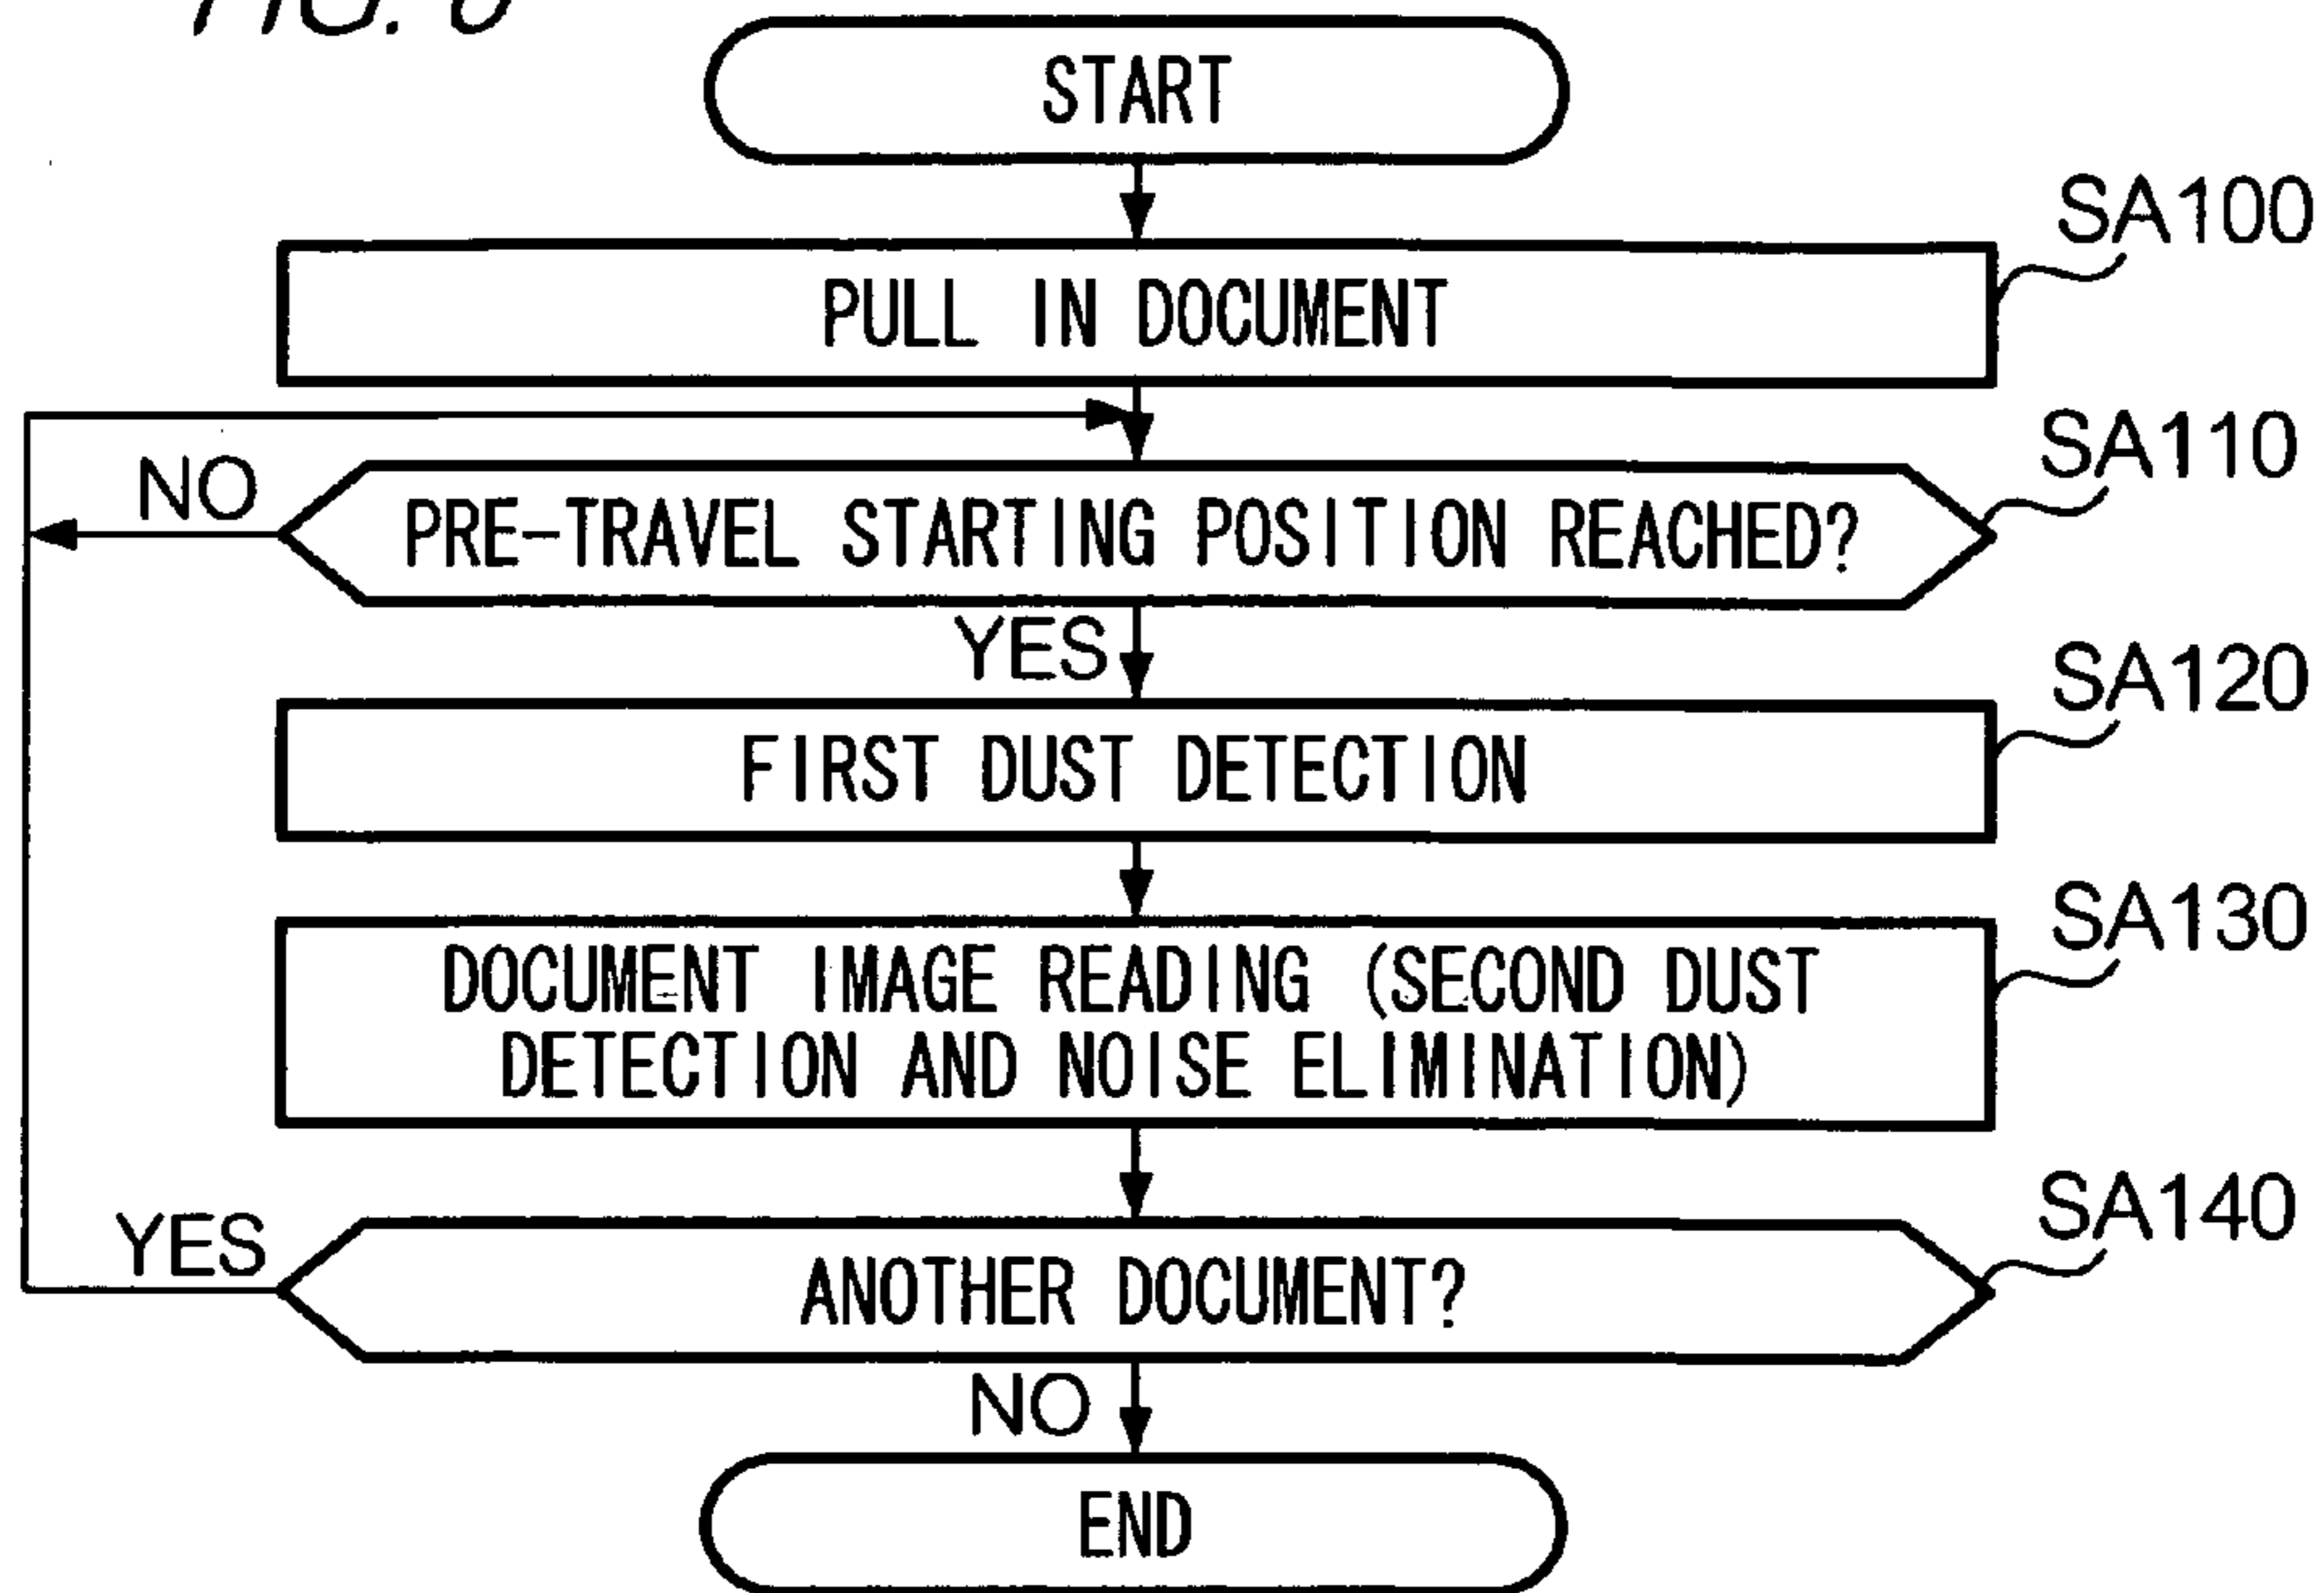 START
SA100
PULL IN DOCUMENT
SA110
NO
PRE-TRAVEL STARTING POSITION REACHED?
YES
SA120
FIRST DUST DETECTION
SA130
DOCUMENT IMAGE READING (SECOND DUST
DETECTION AND NOISE ELIMINATION)
SA140
YES
ANOTHER DOCUMENT?
NO
END